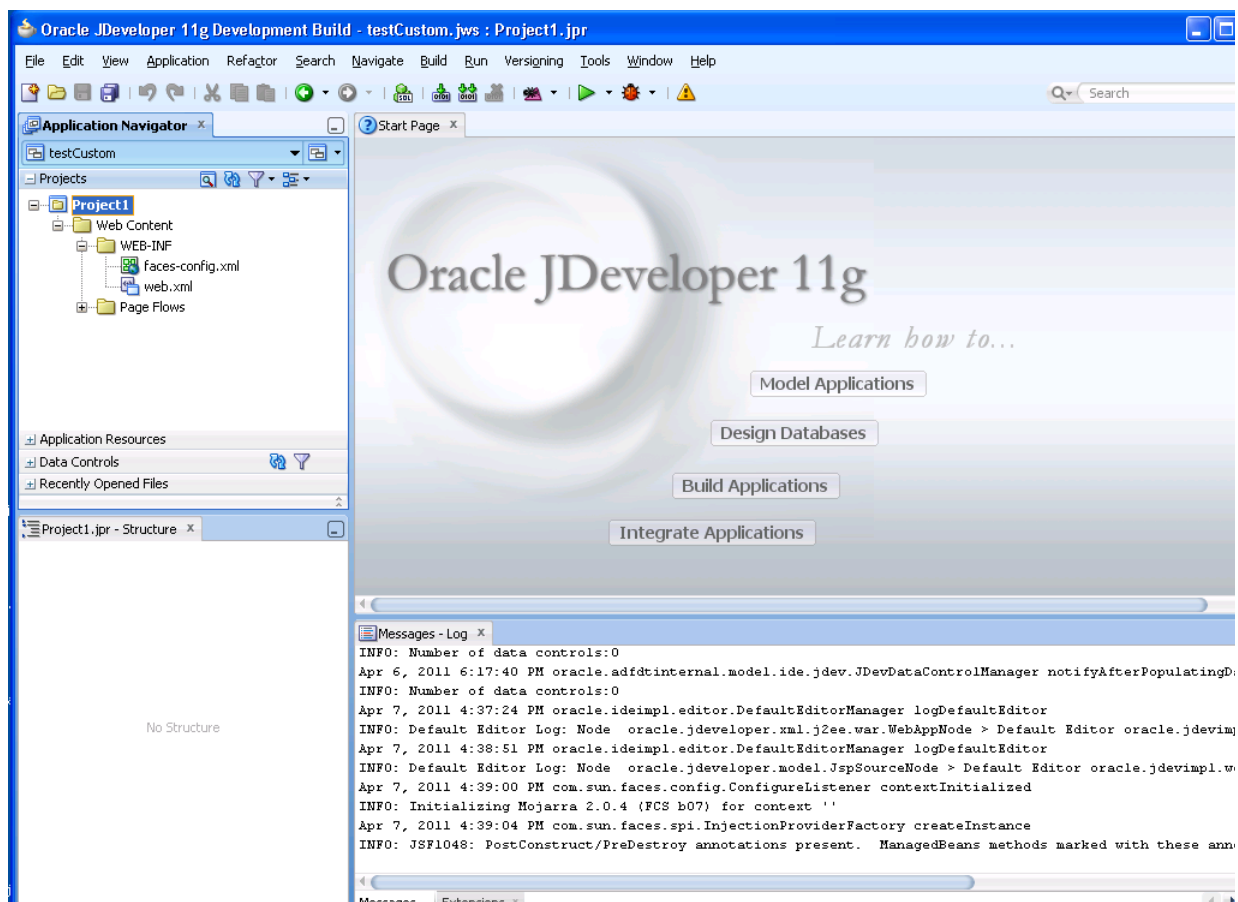 Oracle JDeveloper 11g Development Build - testCustom.jws : Project1.jpr
File Edit View Application Refactor Search Navigate Build Run Versioning Tools Window Help
Search
Application Navigator x
Start Page x
testCustom
Projects
Project1
Web Content
WEB-INF
faces-config.xml
web.xml
Page Flows
Application Resources
Data Controls
Recently Opened Files
Oracle JDeveloper 11g
Learn how to...
Model Applications
Design Databases
Build Applications
Integrate Applications
Project1.jpr - Structure x
No Structure
Messages - Log x
INFO: Number of data controls:0
Apr 6, 2011 6:17:40 PM oracle.adfdtinternal.model.ide.jdev.JDevDataControlManager notifyAfterPopulatingD
INFO: Number of data controls:0
Apr 7, 2011 4:37:24 PM oracle.ideimpl.editor.DefaultEditorManager logDefaultEditor
INFO: Default Editor Log: Node oracle.jdeveloper.xml.j2ee.war.WebAppNode > Default Editor oracle.jdevimp
Apr 7, 2011 4:38:51 PM oracle.ideimpl.editor.DefaultEditorManager logDefaultEditor
INFO: Default Editor Log: Node oracle.jdeveloper.model.JspSourceNode > Default Editor oracle.jdevimpl.w
Apr 7, 2011 4:39:00 PM com.sun.faces.config.ConfigureListener contextInitialized
INFO: Initializing Mojarra 2.0.4 (FCS b07) for context ''
Apr 7, 2011 4:39:04 PM com.sun.faces.spi.InjectionProviderFactory createInstance
INFO: JSF1048: PostConstruct/PreDestroy annotations present. ManagedBeans methods marked with these ann
Messages Extensions x